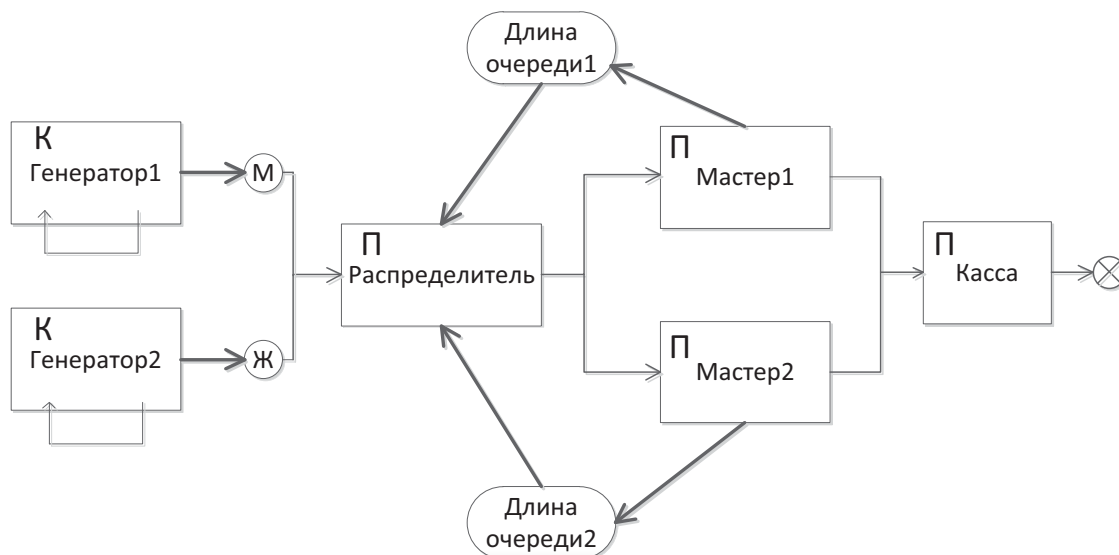 Длина
очереди1
К
Генератор1
М
П
Мастер1
П
Распределитель
П
Касса
К
Генератор2
Ж
П
Мастер2
Длина
очереди2